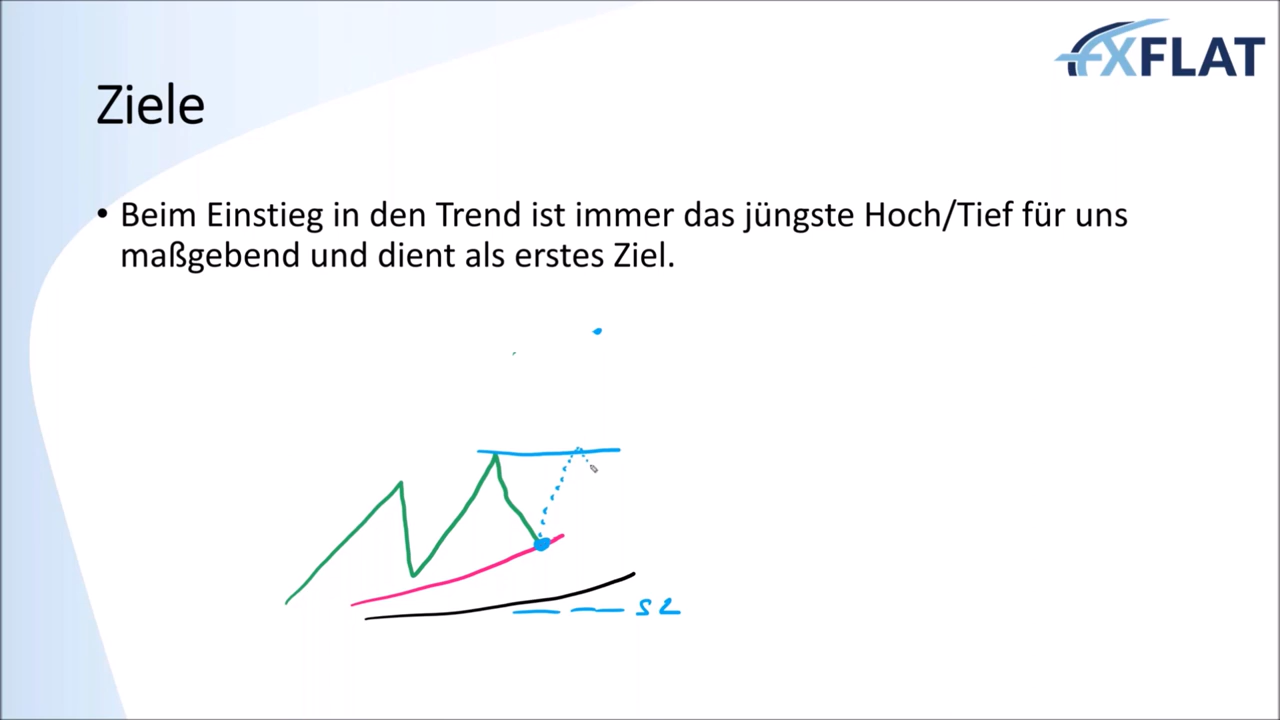 FXFLAT
Ziele
• Beim Einstieg in den Trend ist immer das jüngste Hoch/Tief für uns
maßgebend und dient als erstes Ziel.
SL